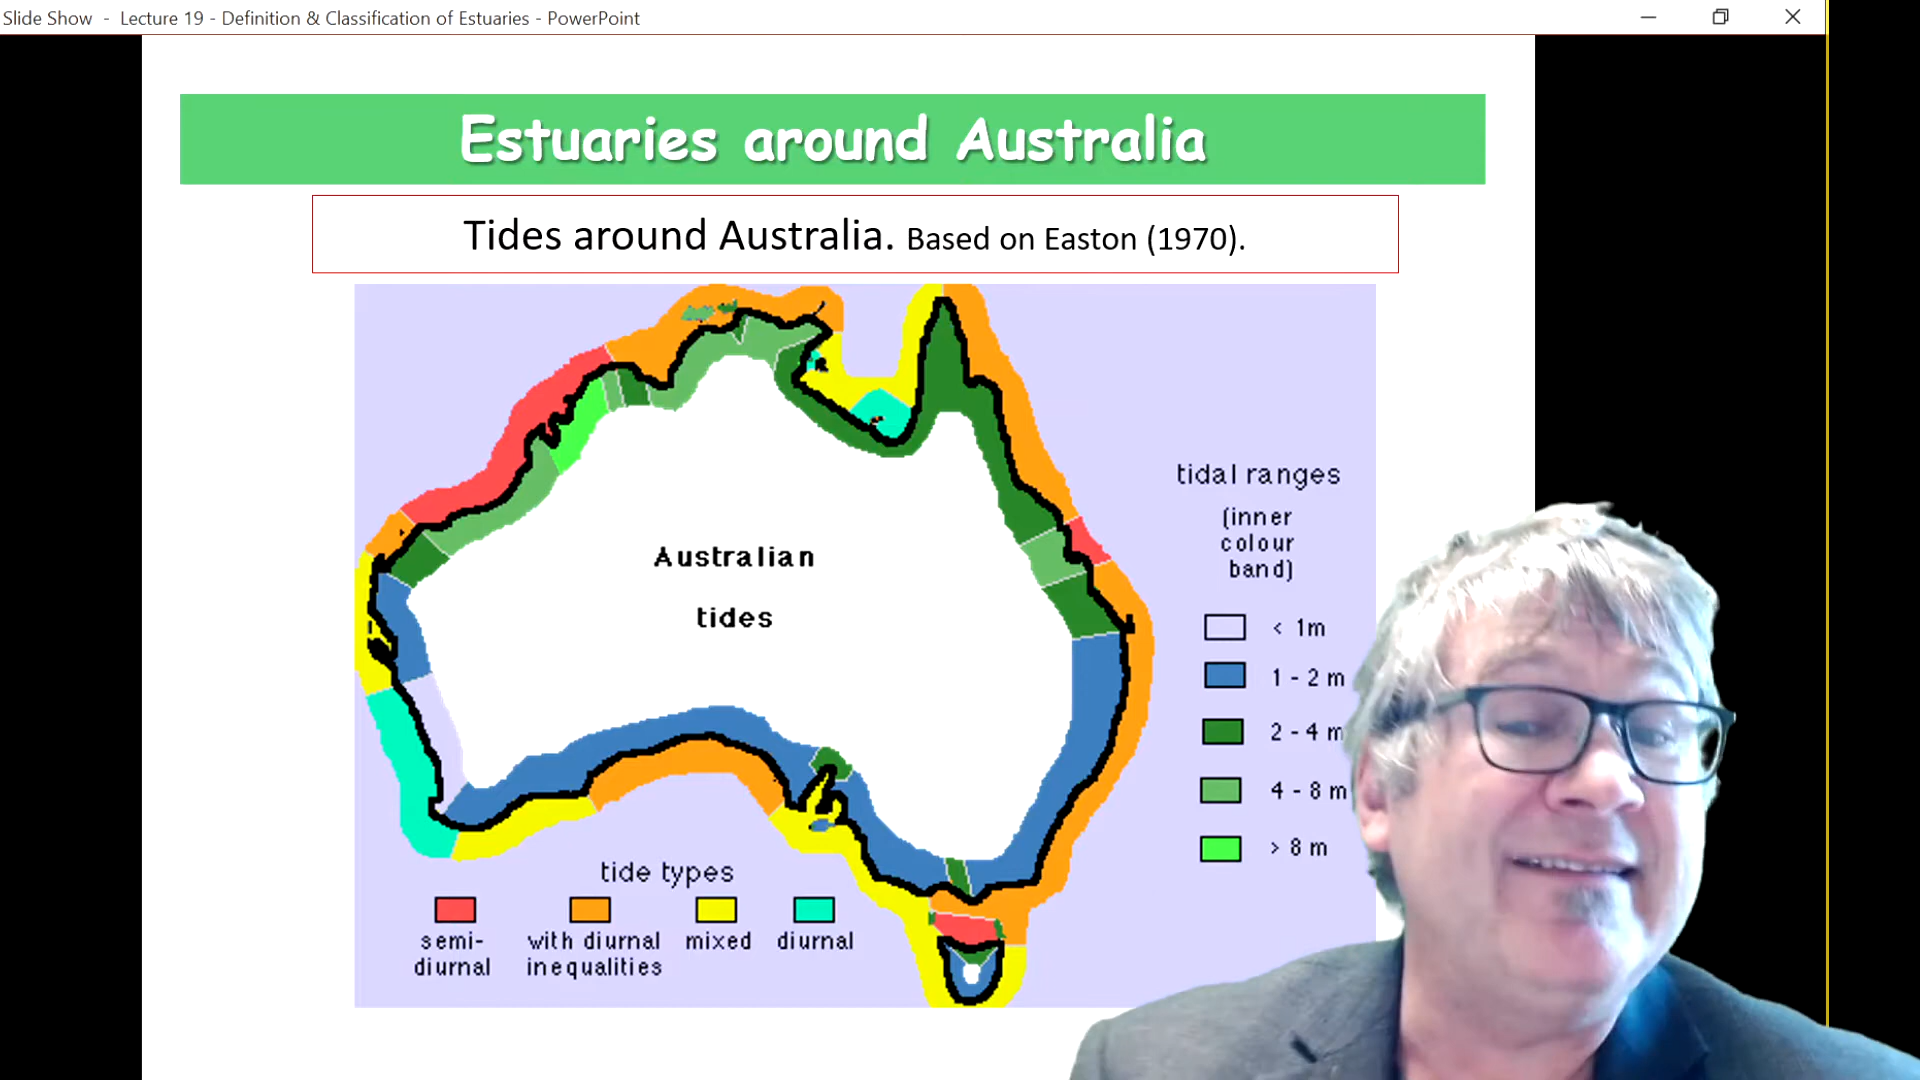 Slide Show - Lecture 19 - Definition & Classification of Estuaries - PowerPoint
Estuaries around Australia
Tides around Australia. Based on Easton (1970).
Australian
tides
tidal ranges
(inner
colour
band)
< 1m
1 - 2 m
2 - 4 m
4 - 8 m
> 8 m
tide types
semi-
diurnal
with diurnal
inequalities
mixed
diurnal